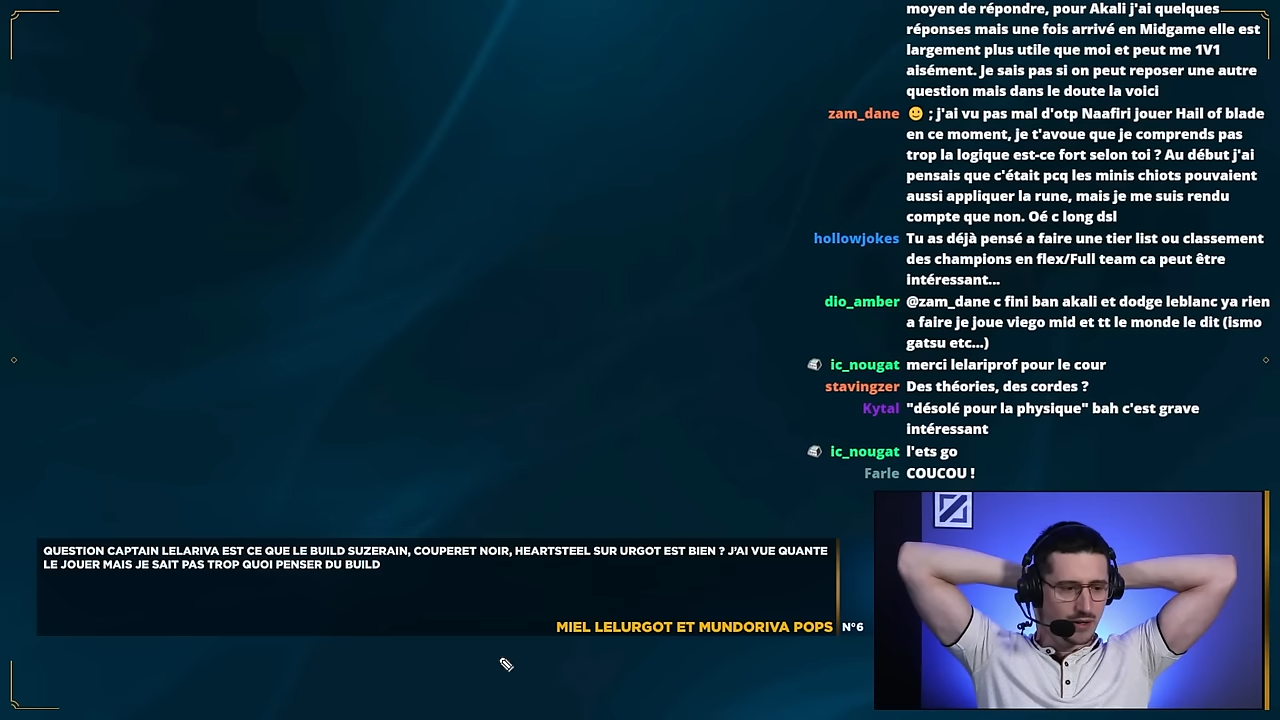 moyen de répondre, pour Akali j'ai quelques
réponses mais une fois arrivé en Midgame elle est
largement plus utile que moi et peut me 1V1
aisément. Je sais pas si on peut reposer une autre
question mais dans le doute la voici
zam_dane 🙂 ; j'ai vu pas mal d'otp Naafiri jouer Hail of blade
en ce moment, je t'avoue que je comprends pas
trop la logique est-ce fort selon toi ? Au début j'ai
pensais que c'était pcq les minis chiots pouvaient
aussi appliquer la rune, mais je me suis rendu
compte que non. Oé c long dsl
hollowjokes Tu as déjà pensé a faire une tier list ou classement
des champions en flex/Full team ca peut être
intéressant...
dio_amber @zam_dane c fini ban akali et dodge leblanc ya rien
a faire je joue viego mid et tt le monde le dit (ismo
gatsu etc...)
ic_nougat merci lelariprof pour le cour
stavingzer Des théories, des cordes ?
Kytal "désolé pour la physique" bah c'est grave
intéressant
ic_nougat l'ets go
Farle COUCOU !
QUESTION CAPTAIN LELARIVA EST CE QUE LE BUILD SUZERAIN, COUPERET NOIR, HEARTSTEEL SUR URGOT EST BIEN ? J'AI VUE QUANTE
LE JOUER MAIS JE SAIT PAS TROP QUOI PENSER DU BUILD
MIEL LELURGOT ET MUNDORIVA POPS N°6